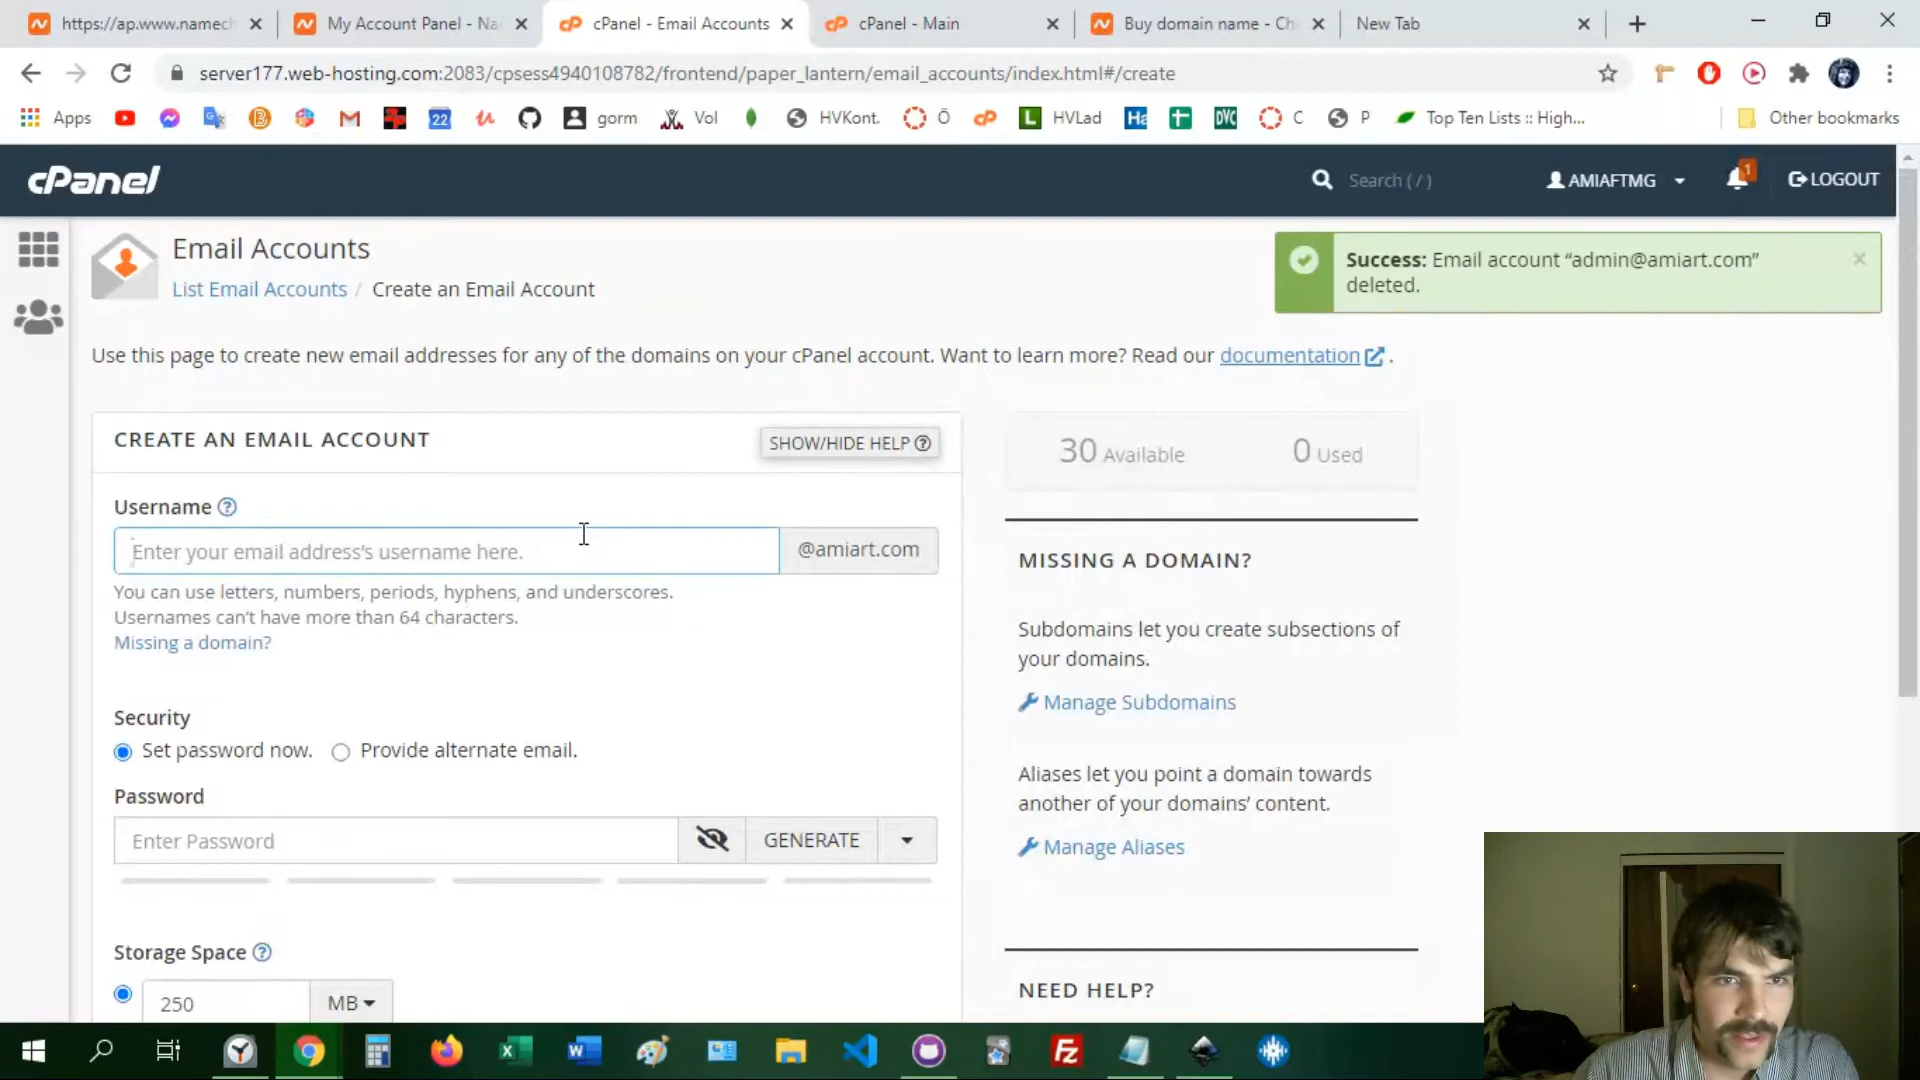 https://ap.www.namech
My Account Panel - Na
cPanel - Email Accounts
cPanel - Main
Buy domain name - Ch
New Tab
server177.web-hosting.com:2083/cpsess4940108782/frontend/paper_lantern/email_accounts/index.html#/create
Apps
22
gorm
Vol
HVKont.
Ö
L
HVLad
Ha
DVC
C
P
Top Ten Lists :: High...
Other bookmarks
cPanel
Search ( / )
AMIAFTMG
1
LOGOUT
Email Accounts
List Email Accounts / Create an Email Account
Success: Email account “admin@amiart.com”
deleted.
Use this page to create new email addresses for any of the domains on your cPanel account. Want to learn more? Read our documentation .
CREATE AN EMAIL ACCOUNT
SHOW/HIDE HELP
30 Available
0 Used
Username
Enter your email address's username here.
@amiart.com
You can use letters, numbers, periods, hyphens, and underscores.
Usernames can’t have more than 64 characters.
Missing a domain?
MISSING A DOMAIN?
Subdomains let you create subsections of
your domains.
Manage Subdomains
Security
Set password now.
Provide alternate email.
Aliases let you point a domain towards
another of your domains’ content.
Manage Aliases
Password
Enter Password
GENERATE
Storage Space
250
MB
NEED HELP?